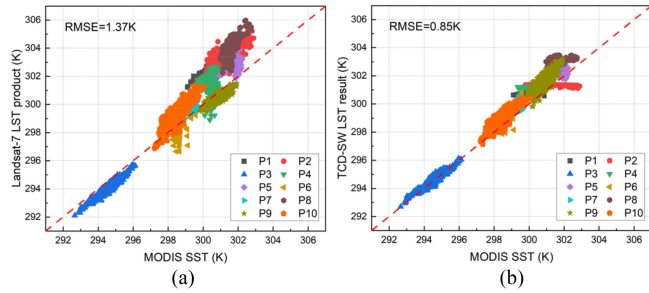 RMSE=1.37K
Landsat-7 LST product (K)
306
304
302
300
298
296
294
292
P1 P2
P3 P4
P5 P6
P7 P8
P9 P10
292 294 296 298 300 302 304 306
MODIS SST (K)
(a)
RMSE=0.85K
TCD-SW LST result (K)
306
304
302
300
298
296
294
292
P1 P2
P3 P4
P5 P6
P7 P8
P9 P10
292 294 296 298 300 302 304 306
MODIS SST (K)
(b)